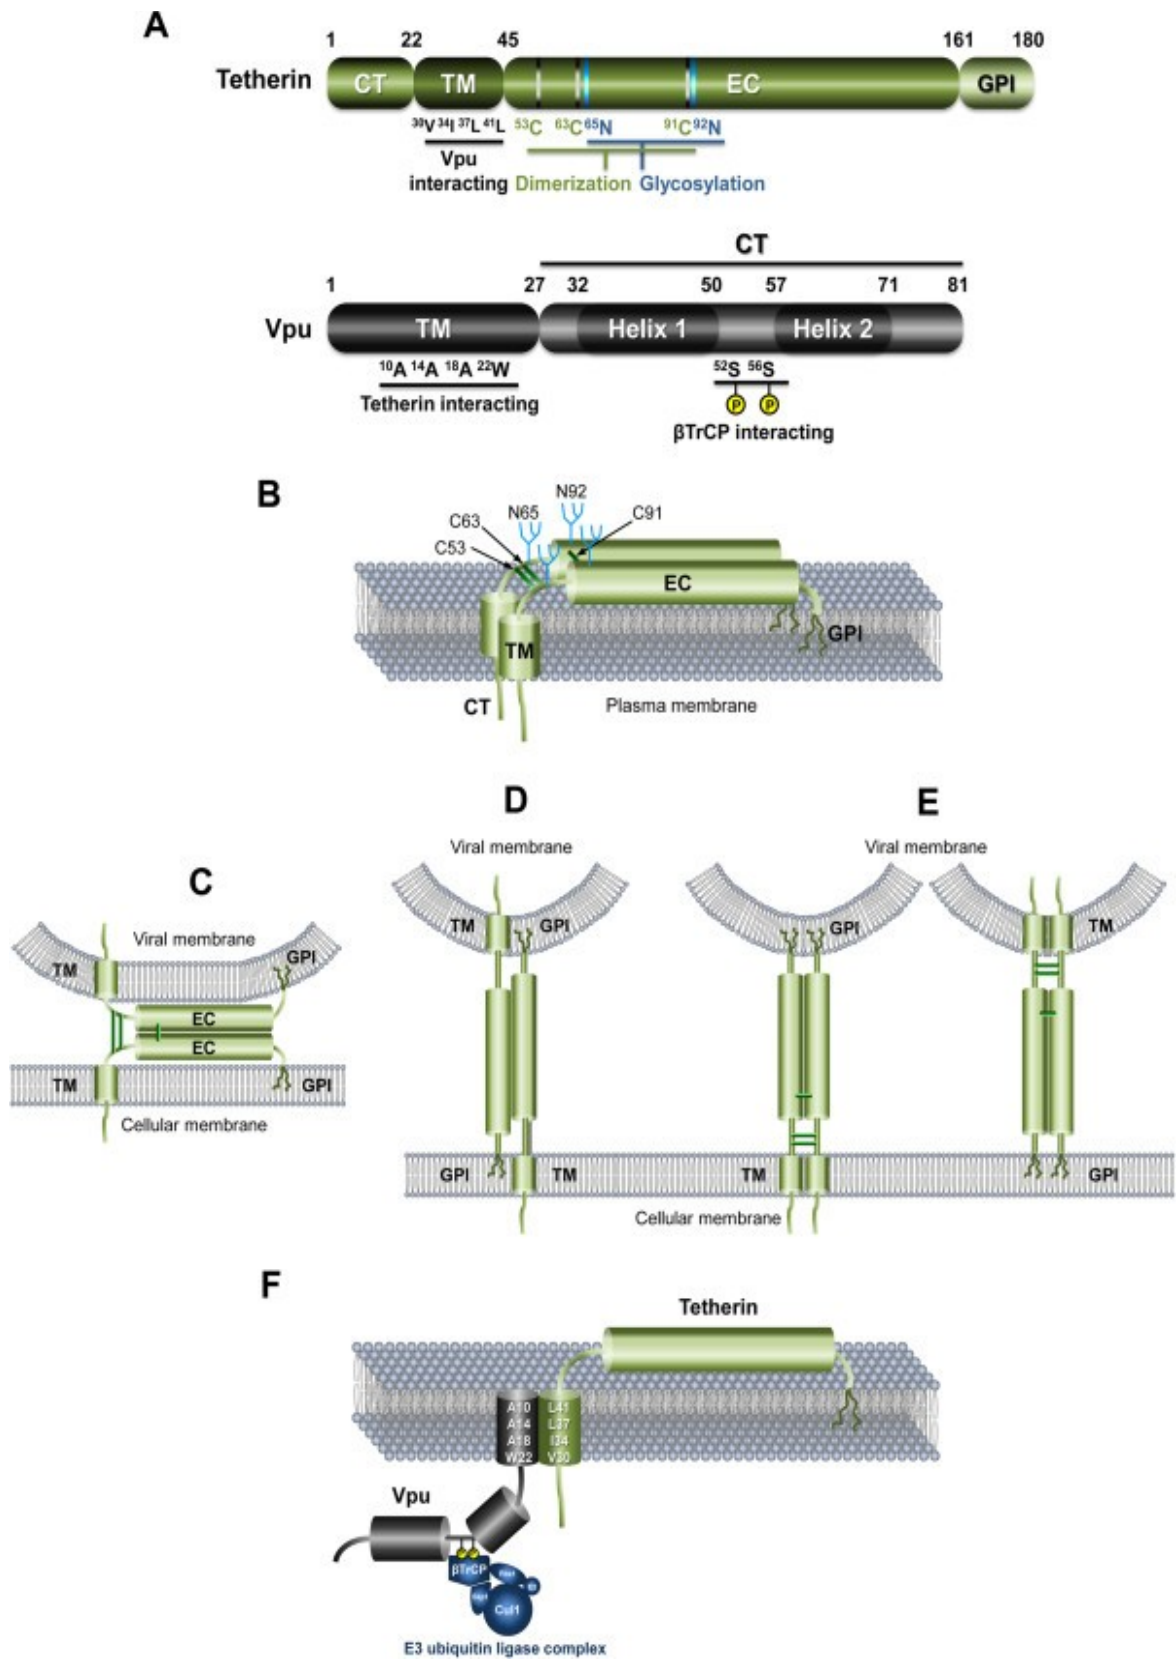 A
1 22 45 161 180
Tetherin CT TM EC GPI
³⁰V ³⁴I ³⁷L ⁴¹L ⁵³C ⁶³C ⁶⁵N ⁹¹C ⁹²N
Vpu
interacting Dimerization Glycosylation
CT
1 27 32 50 57 71 81
Vpu TM Helix 1 Helix 2
¹⁰A ¹⁴A ¹⁸A ²²W ⁵²S ⁵⁶S
Tetherin interacting P P
βTrCP interacting
B
N92
C63 N65 C91
C53
EC
TM GPI
CT Plasma membrane
D E
Viral membrane Viral membrane
C
TM GPI GPI TM
Viral membrane
GPI
TM
EC
EC
TM GPI
Cellular membrane
GPI TM TM GPI
Cellular membrane
F
Tetherin
A10 L41
A14 L37
A18 I34
W22 V30
Vpu
P P
βTrCP
Cul1
E3 ubiquitin ligase complex